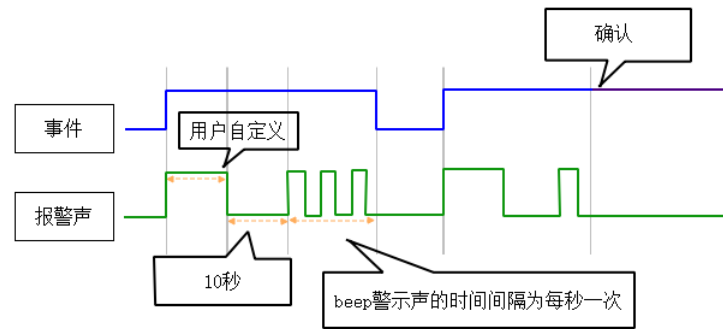 确认
事件
用户自定义
报警声
10秒
beep警示声的时间间隔为每秒一次